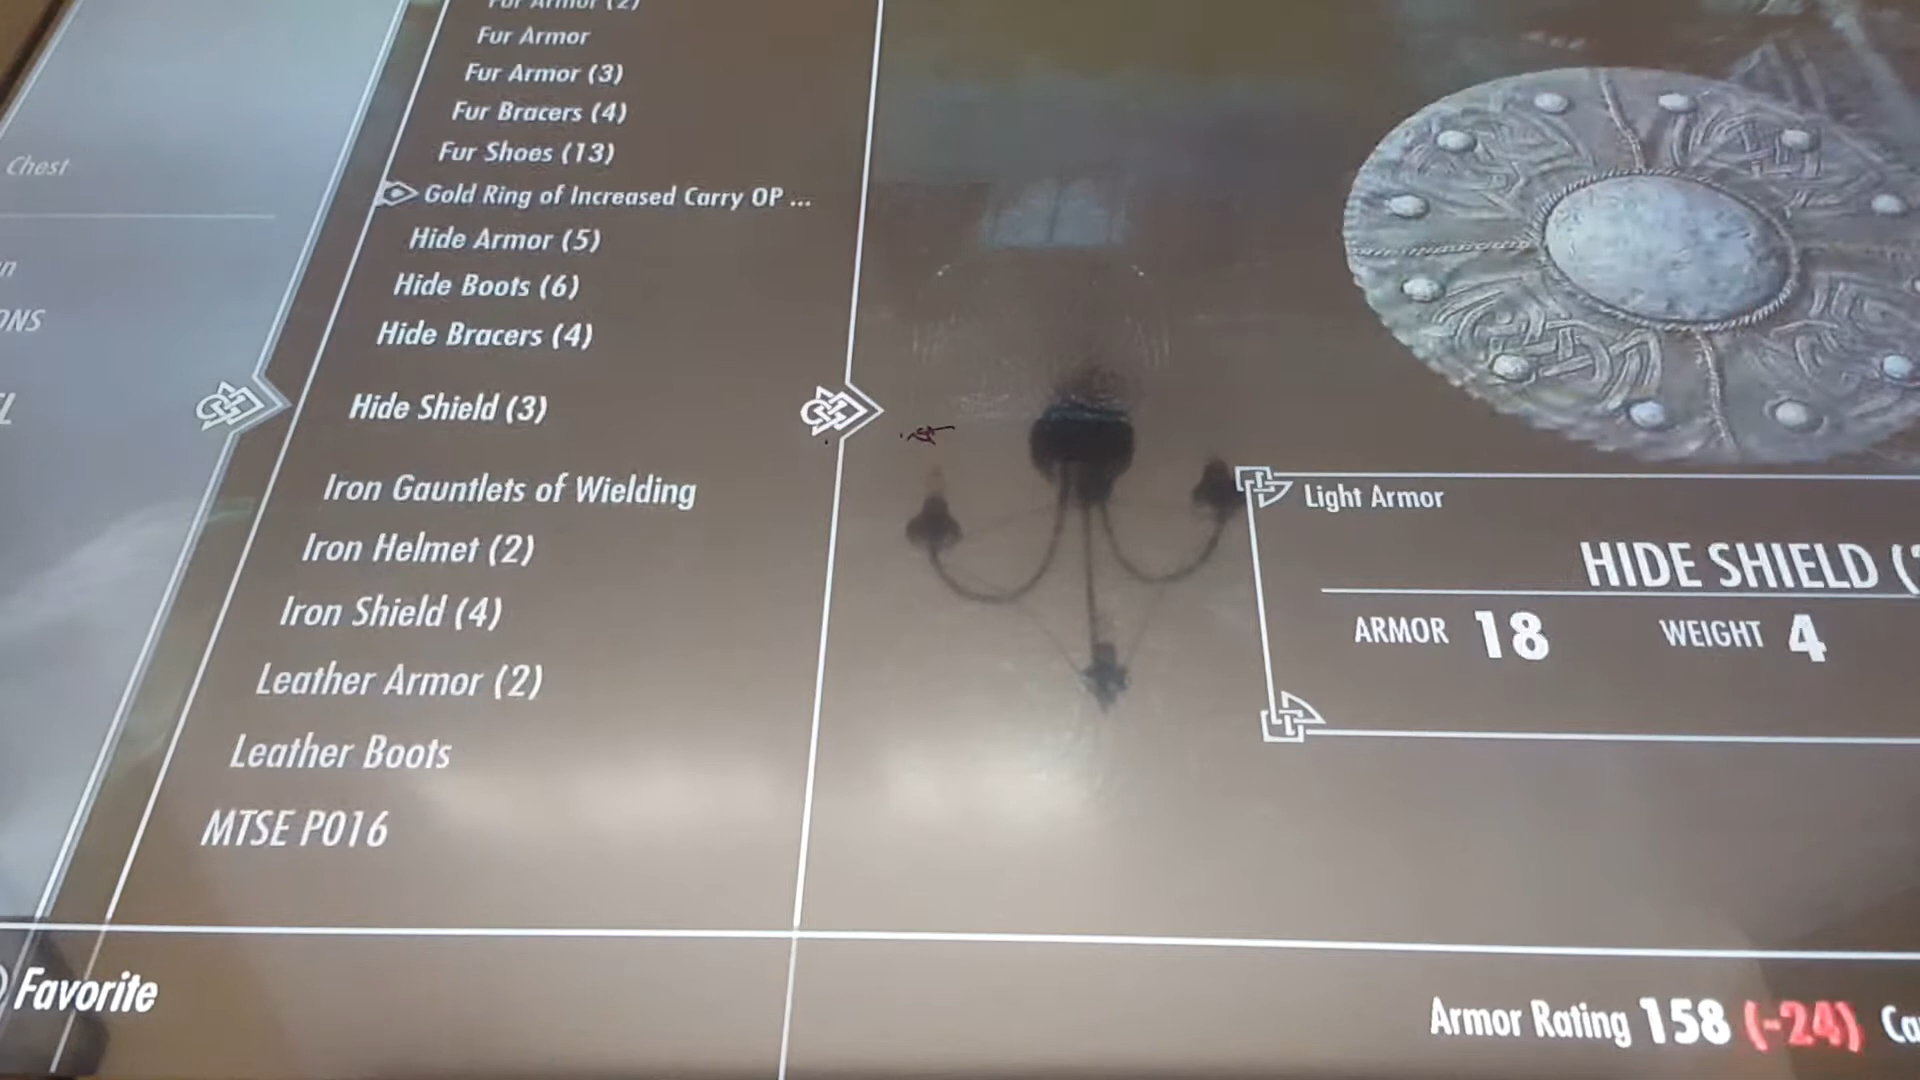 Fur Armor (2)
Fur Armor
Fur Armor (3)
Fur Bracers (4)
Fur Shoes (13)
Gold Ring of Increased Carry OP ...
Hide Armor (5)
Hide Boots (6)
Hide Bracers (4)
Hide Shield (3)
Iron Gauntlets of Wielding
Iron Helmet (2)
Iron Shield (4)
Leather Armor (2)
Leather Boots
MTSE P016
Chest
Light Armor
HIDE SHIELD
ARMOR 18 WEIGHT 4
Favorite
Armor Rating 158 (-24)